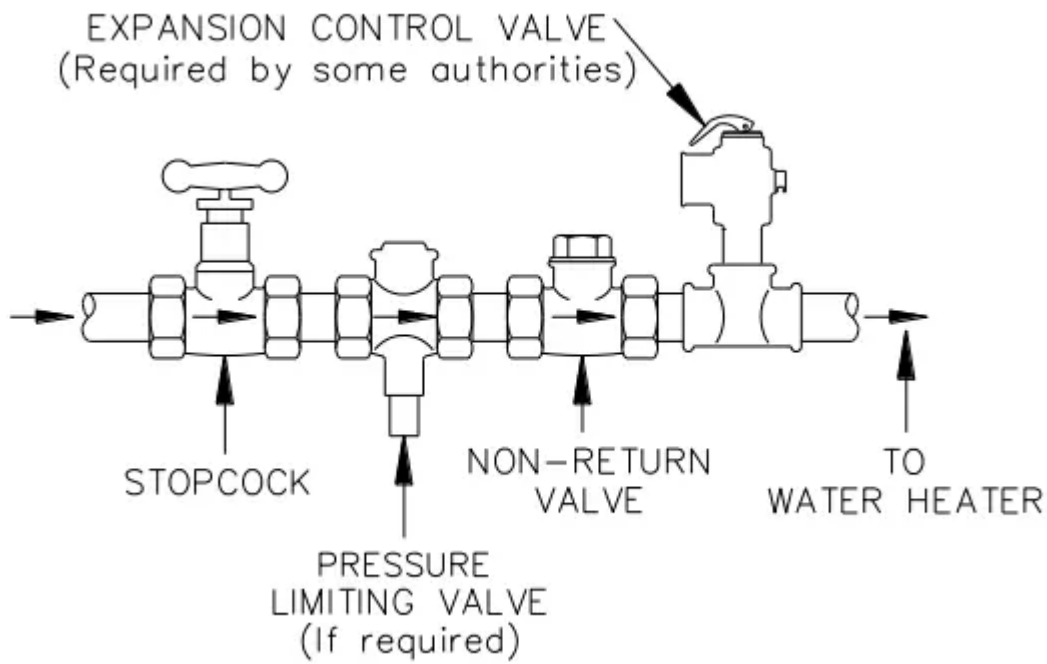 EXPANSION CONTROL VALVE
(Required by some authorities)
STOPCOCK
PRESSURE
LIMITING VALVE
(If required)
NON-RETURN
VALVE
TO
WATER HEATER